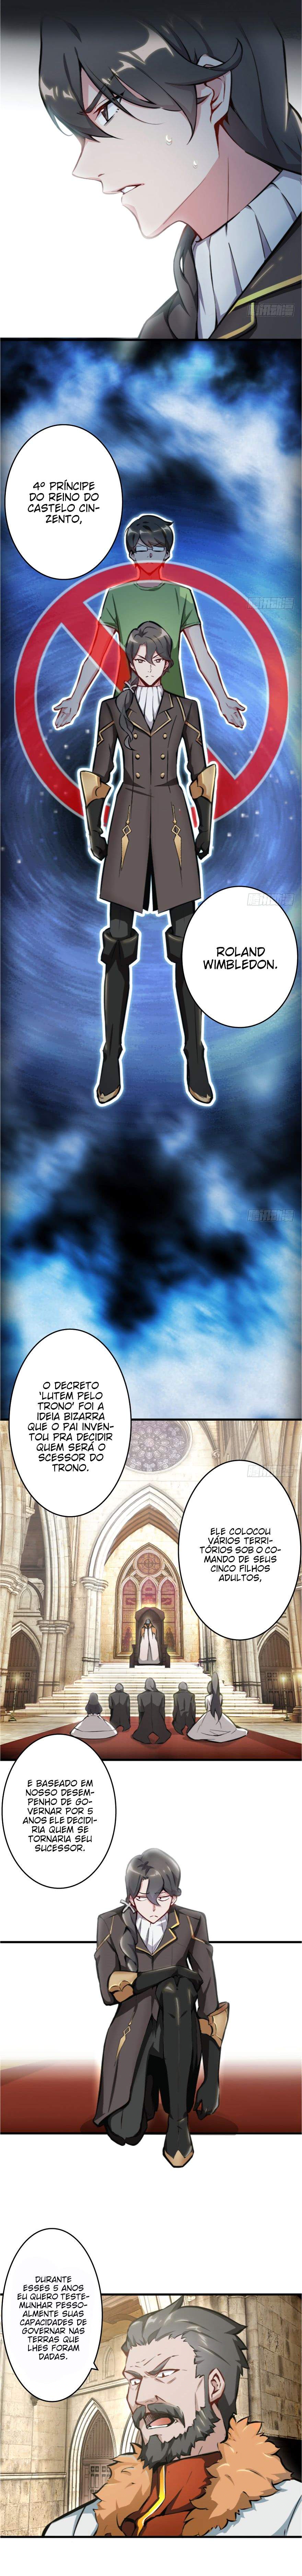 4º PRÍNCIPE
DO REINO DO
CASTELO CIN-
ZENTO,
ROLAND
WIMBLEDON.
O DECRETO
'LUTEM PELO
TRONO' FOI A
IDEIA BIZARRA
QUE O PAI INVEN-
TOU PRA DECIDIR
QUEM SERÁ O
SCESSOR DO
TRONO.
ELE COLOCOU
VÁRIOS TERRI-
TÓRIOS SOB O CO-
MANDO DE SEUS
CINCO FILHOS
ADULTOS,
E BASEADO EM
NOSSO DESEM-
PENHO DE GO-
VERNAR POR 5
ANOS ELE DECIDI-
RIA QUEM SE
TORNARIA SEU
SUCESSOR.
DURANTE
ESSES 5 ANOS
EU QUERO TESTE-
MUNHAR PESSO-
ALMENTE SUAS
CAPACIDADES DE
GOVERNAR NAS
TERRAS QUE
LHES FORAM
DADAS.